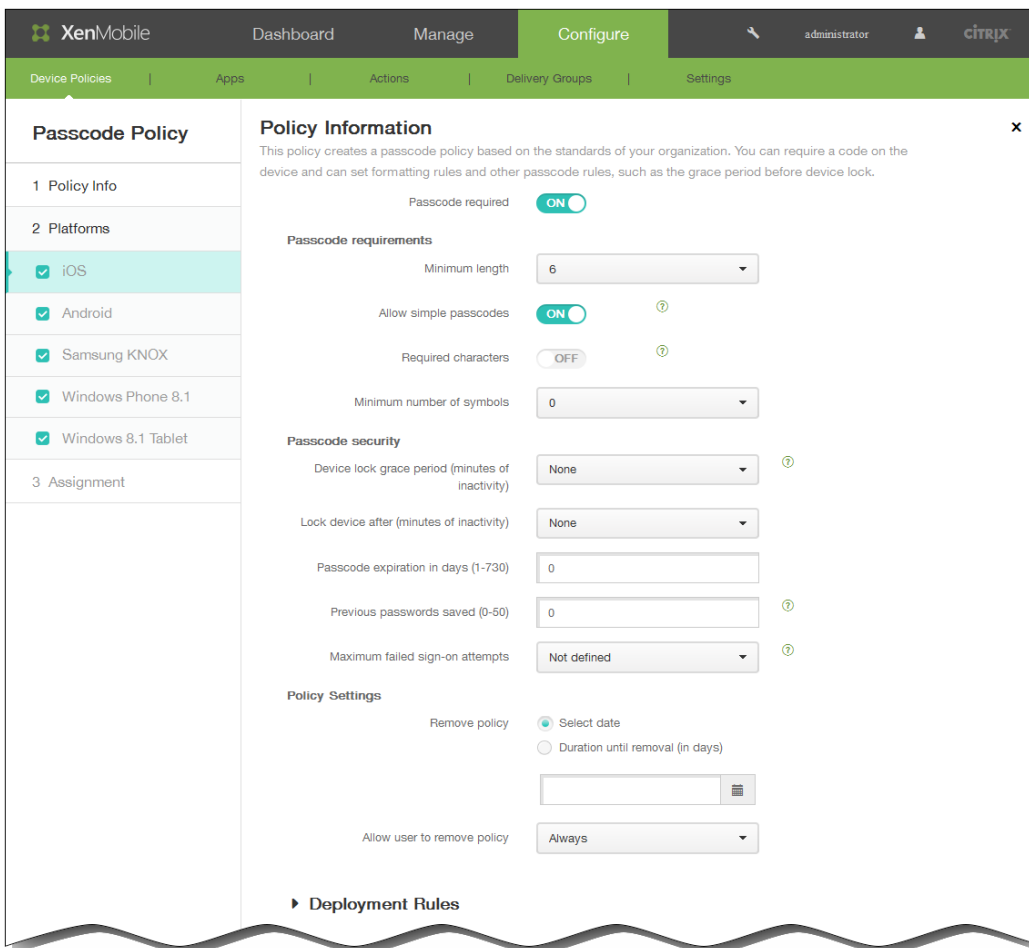 XenMobile
Dashboard
Manage
Configure
administrator
CITRIX
Device Policies | Apps | Actions | Delivery Groups | Settings
Passcode Policy
1 Policy Info
2 Platforms
iOS
Android
Samsung KNOX
Windows Phone 8.1
Windows 8.1 Tablet
3 Assignment
Policy Information
x
This policy creates a passcode policy based on the standards of your organization. You can require a code on the
device and can set formatting rules and other passcode rules, such as the grace period before device lock.
Passcode required ON
Passcode requirements
Minimum length 6
Allow simple passcodes ON ?
Required characters OFF ?
Minimum number of symbols 0
Passcode security
Device lock grace period (minutes of
inactivity) None ?
Lock device after (minutes of inactivity) None
Passcode expiration in days (1-730) 0
Previous passwords saved (0-50) 0 ?
Maximum failed sign-on attempts Not defined ?
Policy Settings
Remove policy Select date
Duration until removal (in days)
Allow user to remove policy Always
Deployment Rules